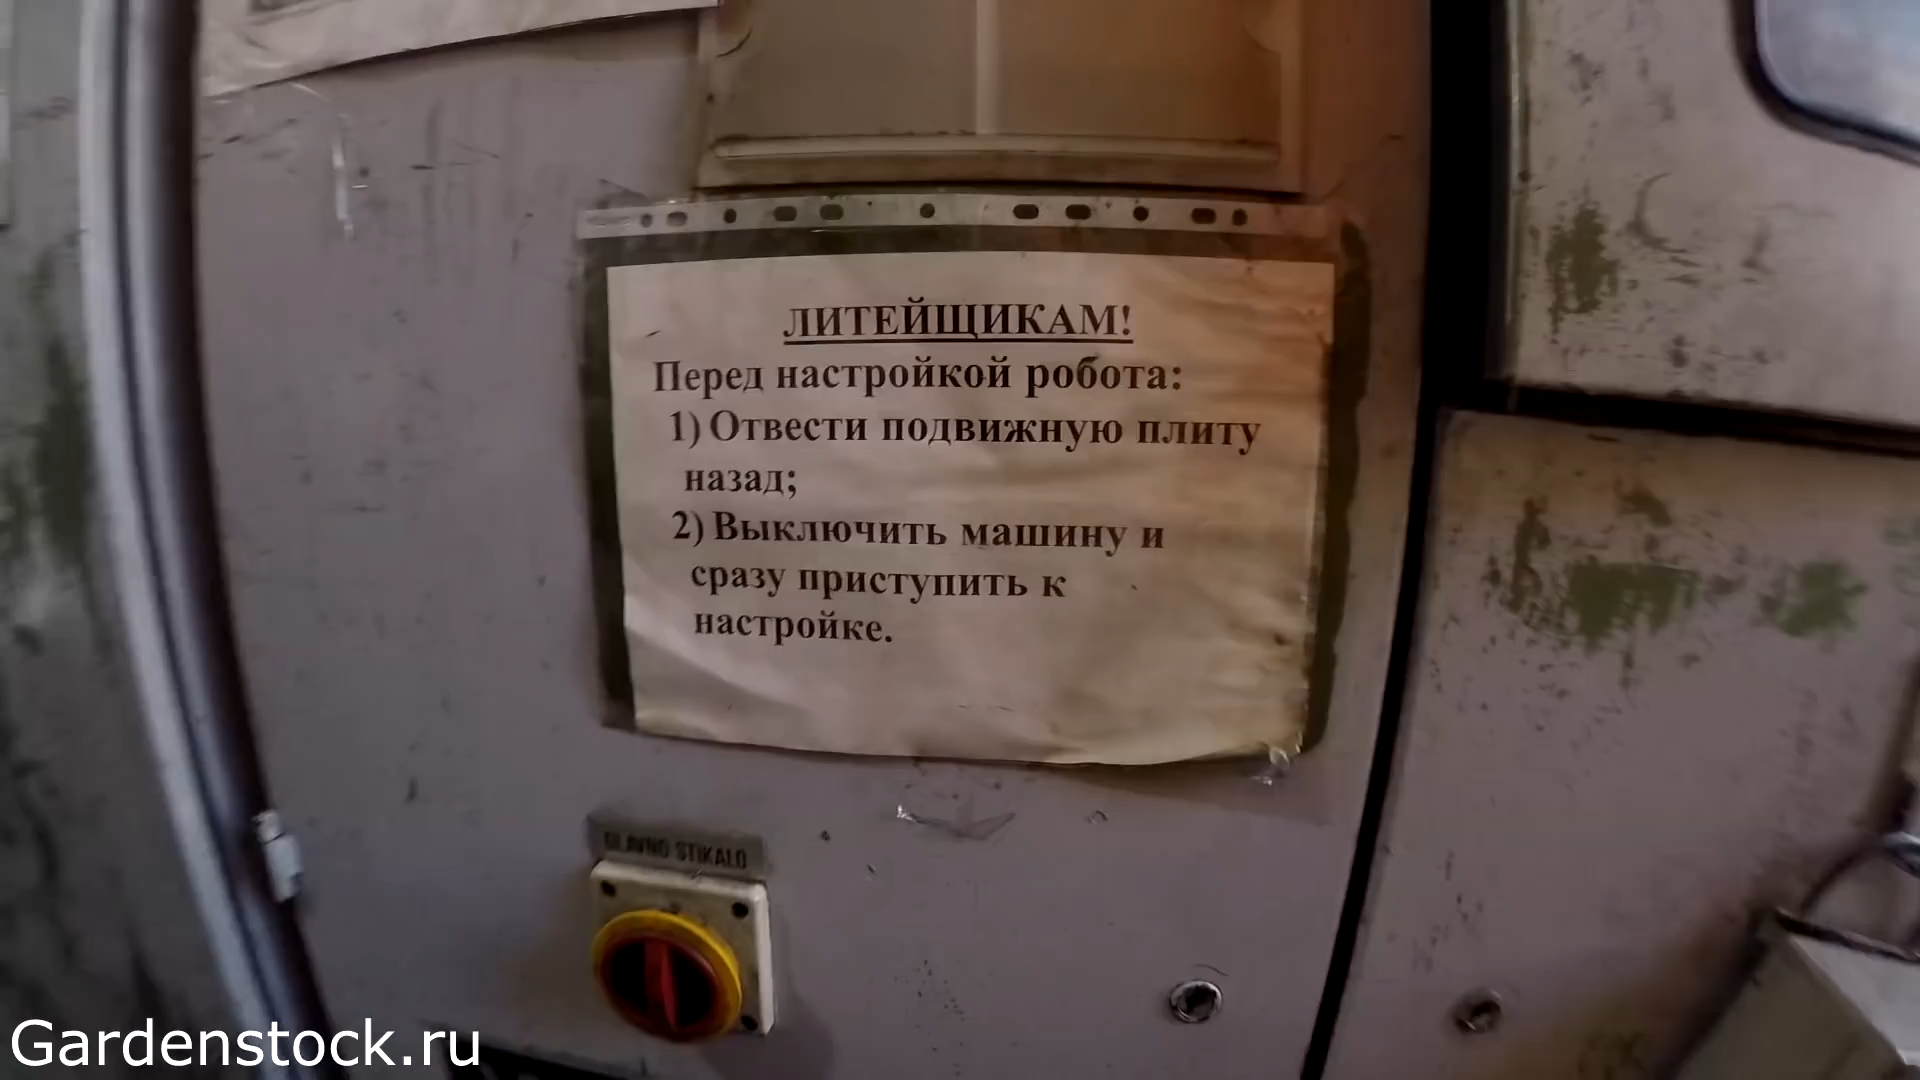 ЛИТЕЙЩИКАМ!
Перед настройкой робота:
1) Отвести подвижную плиту
назад;
2) Выключить машину и
сразу приступить к
настройке.
GLAVNO STIKALO
Gardenstock.ru